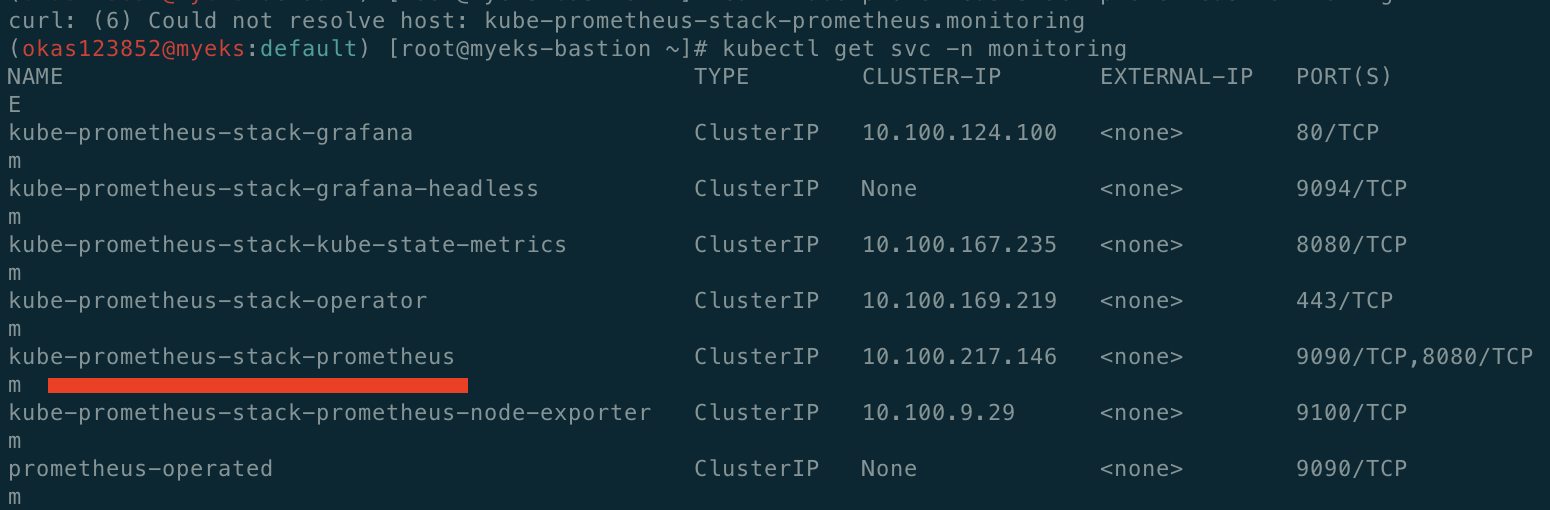 curl: (6) Could not resolve host: kube-prometheus-stack-prometheus.monitoring
(okas123852@myeks:default) [root@myeks-bastion ~]# kubectl get svc -n monitoring
NAME TYPE CLUSTER-IP EXTERNAL-IP PORT(S)
E
kube-prometheus-stack-grafana ClusterIP 10.100.124.100 <none> 80/TCP
m
kube-prometheus-stack-grafana-headless ClusterIP None <none> 9094/TCP
m
kube-prometheus-stack-kube-state-metrics ClusterIP 10.100.167.235 <none> 8080/TCP
m
kube-prometheus-stack-operator ClusterIP 10.100.169.219 <none> 443/TCP
m
kube-prometheus-stack-prometheus ClusterIP 10.100.217.146 <none> 9090/TCP,8080/TCP
m
kube-prometheus-stack-prometheus-node-exporter ClusterIP 10.100.9.29 <none> 9100/TCP
m
prometheus-operated ClusterIP None <none> 9090/TCP
m